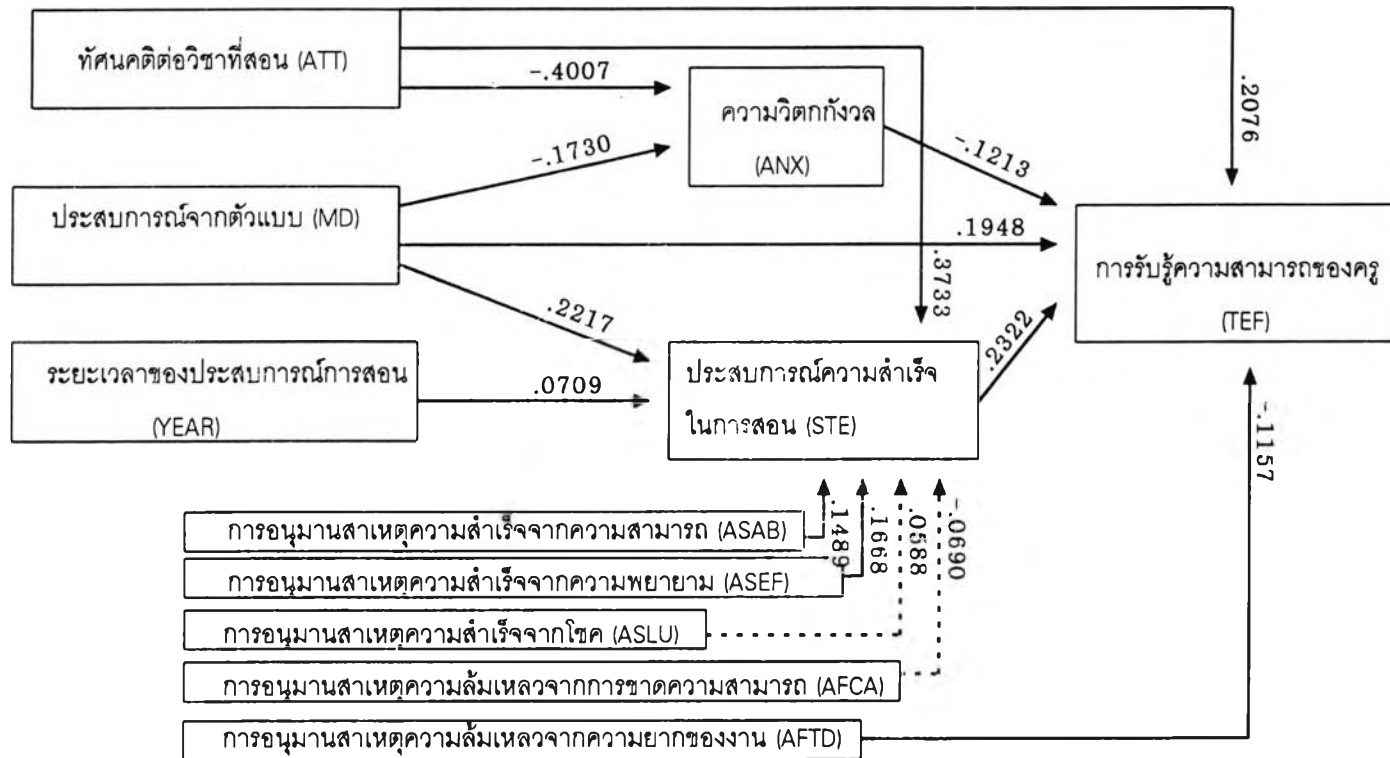 ทัศนคติต่อวิชาที่สอน (ATT)
-.4007
.2076
ความวิตกกังวล
(ANX)
-.1730
-.1213
ประสบการณ์จากตัวแบบ (MD)
.1948
การรับรู้ความสามารถของครู
(TEF)
.3733
.2217
.2322
ระยะเวลาของประสบการณ์การสอน
(YEAR)
.0709
ประสบการณ์ความสำเร็จ
ในการสอน (STE)
-.1157
.1489
.1668
.0588
-.0690
การอนุมานสาเหตุความสำเร็จจากความสามารถ (ASAB)
การอนุมานสาเหตุความสำเร็จจากความพยายาม (ASEF)
การอนุมานสาเหตุความสำเร็จจากโชค (ASLU)
การอนุมานสาเหตุความล้มเหลวจากการขาดความสามารถ (AFCA)
การอนุมานสาเหตุความล้มเหลวจากความยากของงาน (AFTD)